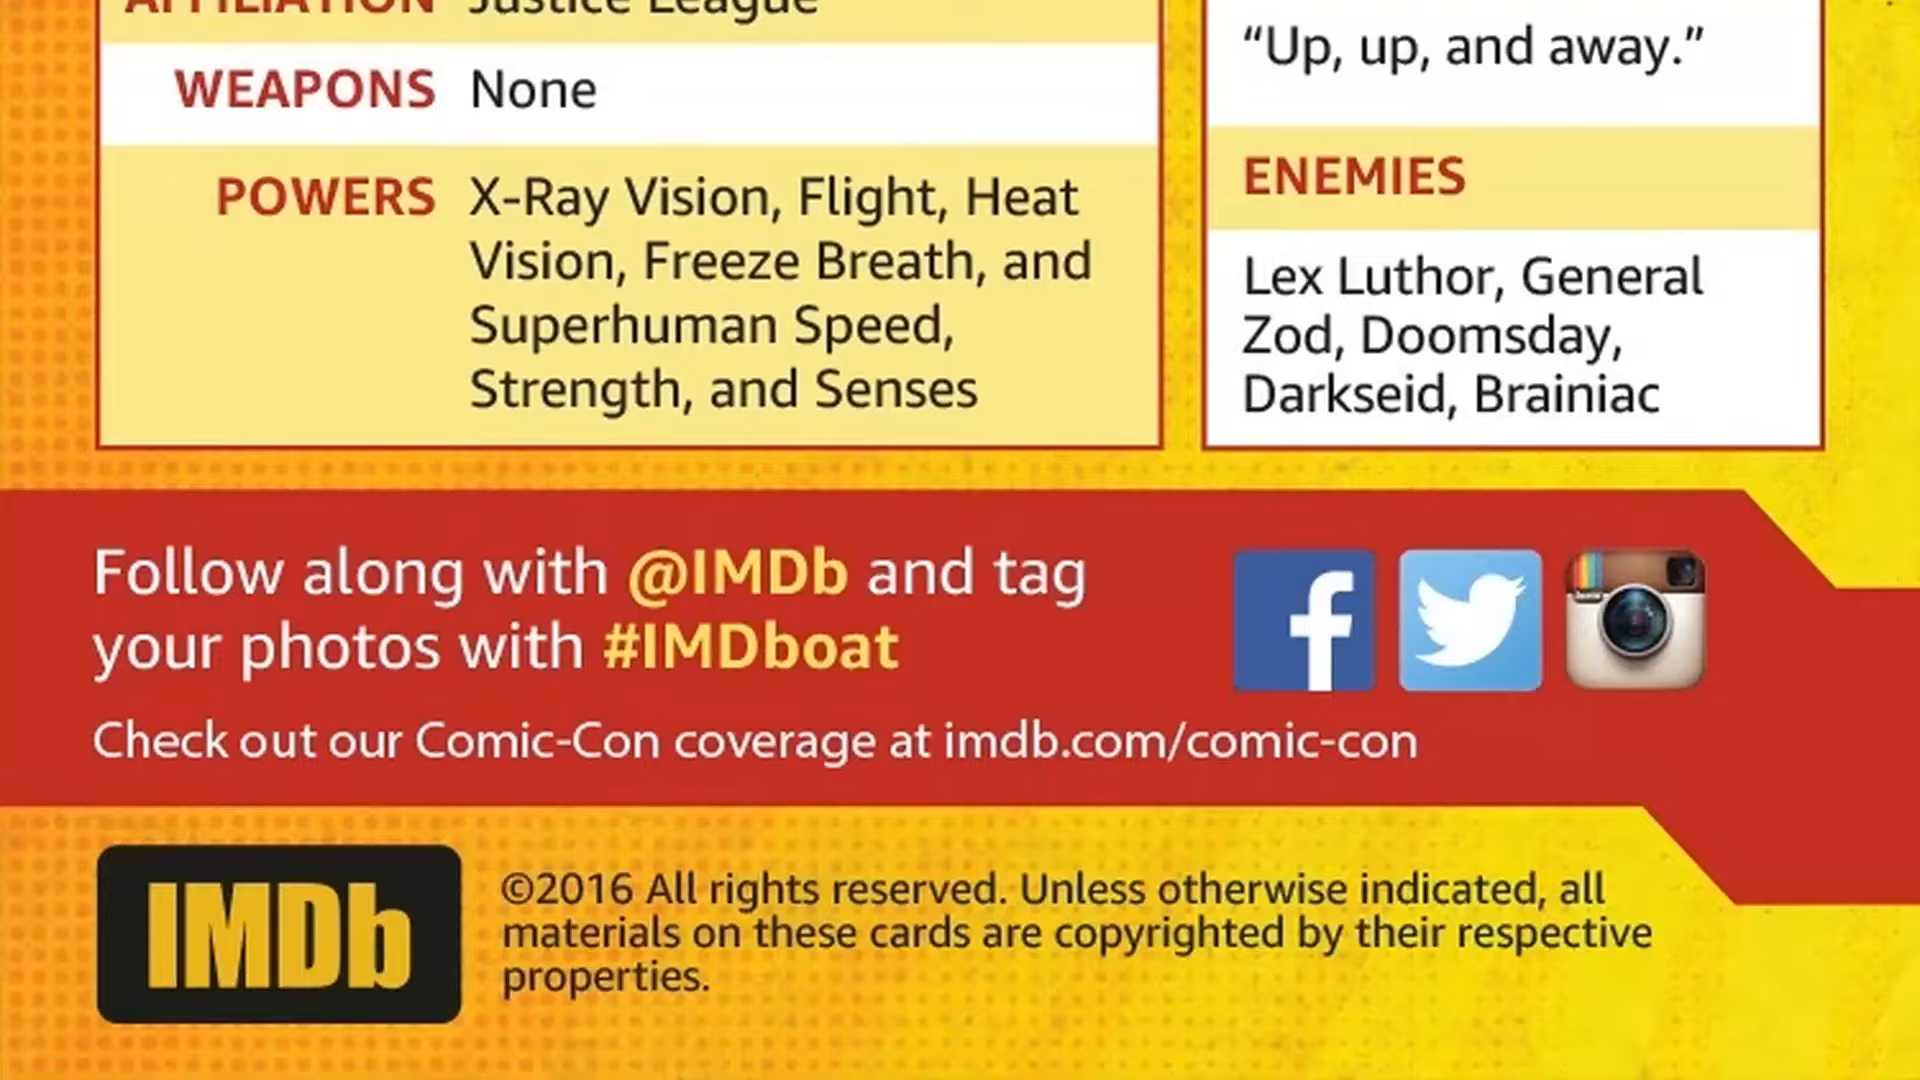 AFFILIATION Justice League
WEAPONS None
POWERS X-Ray Vision, Flight, Heat
Vision, Freeze Breath, and
Superhuman Speed,
Strength, and Senses
“Up, up, and away.”
ENEMIES
Lex Luthor, General
Zod, Doomsday,
Darkseid, Brainiac
Follow along with @IMDb and tag
your photos with #IMDboat
Check out our Comic-Con coverage at imdb.com/comic-con
IMDb
©2016 All rights reserved. Unless otherwise indicated, all
materials on these cards are copyrighted by their respective
properties.